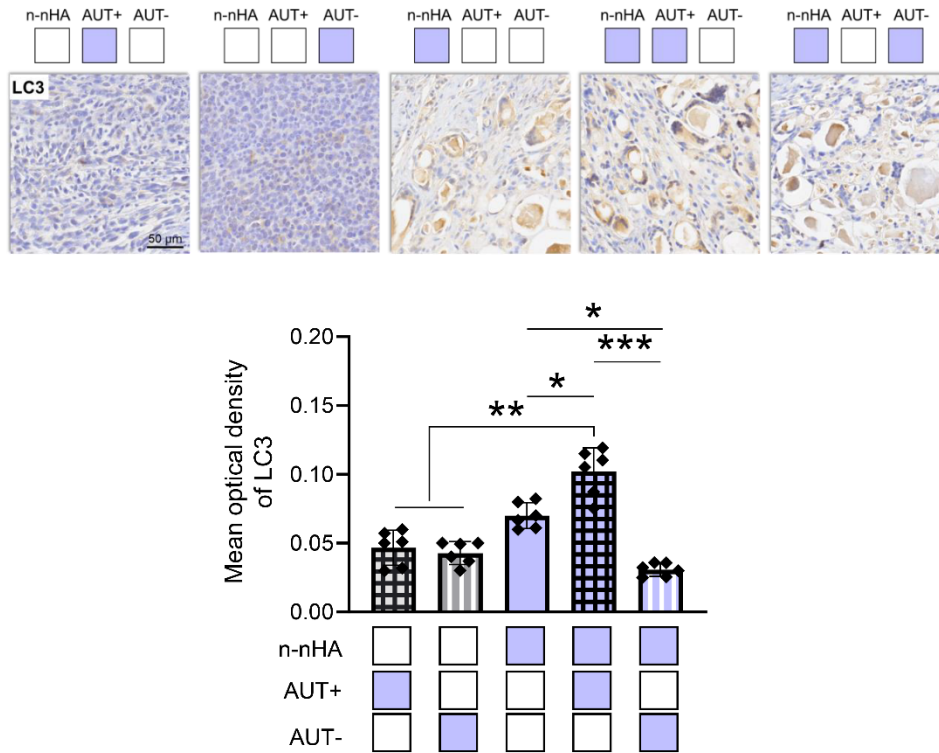 n-nHA AUT+ AUT- n-nHA AUT+ AUT- n-nHA AUT+ AUT- n-nHA AUT+ AUT- n-nHA AUT+ AUT-
LC3
50 μm
Mean optical density
of LC3
0.20
0.15
0.10
0.05
0.00
*
***
*
**
n-nHA
AUT+
AUT-